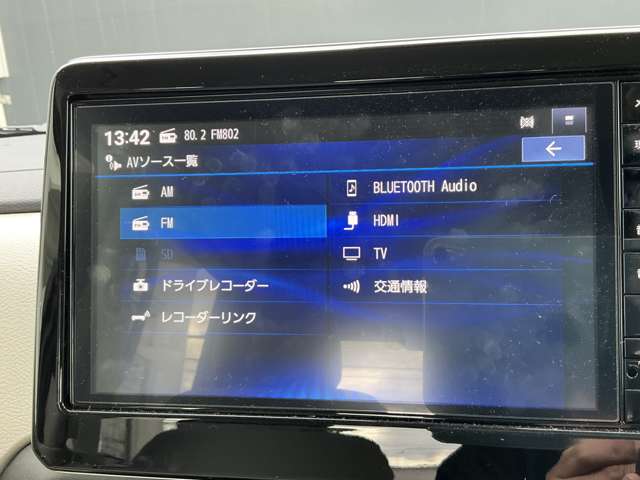 13:42 80.2 FM802
AVソース一覧
AM
FM
SD
ドライブレコーダー
レコーダーリンク
BLUETOOTH Audio
HDMI
TV
交通情報